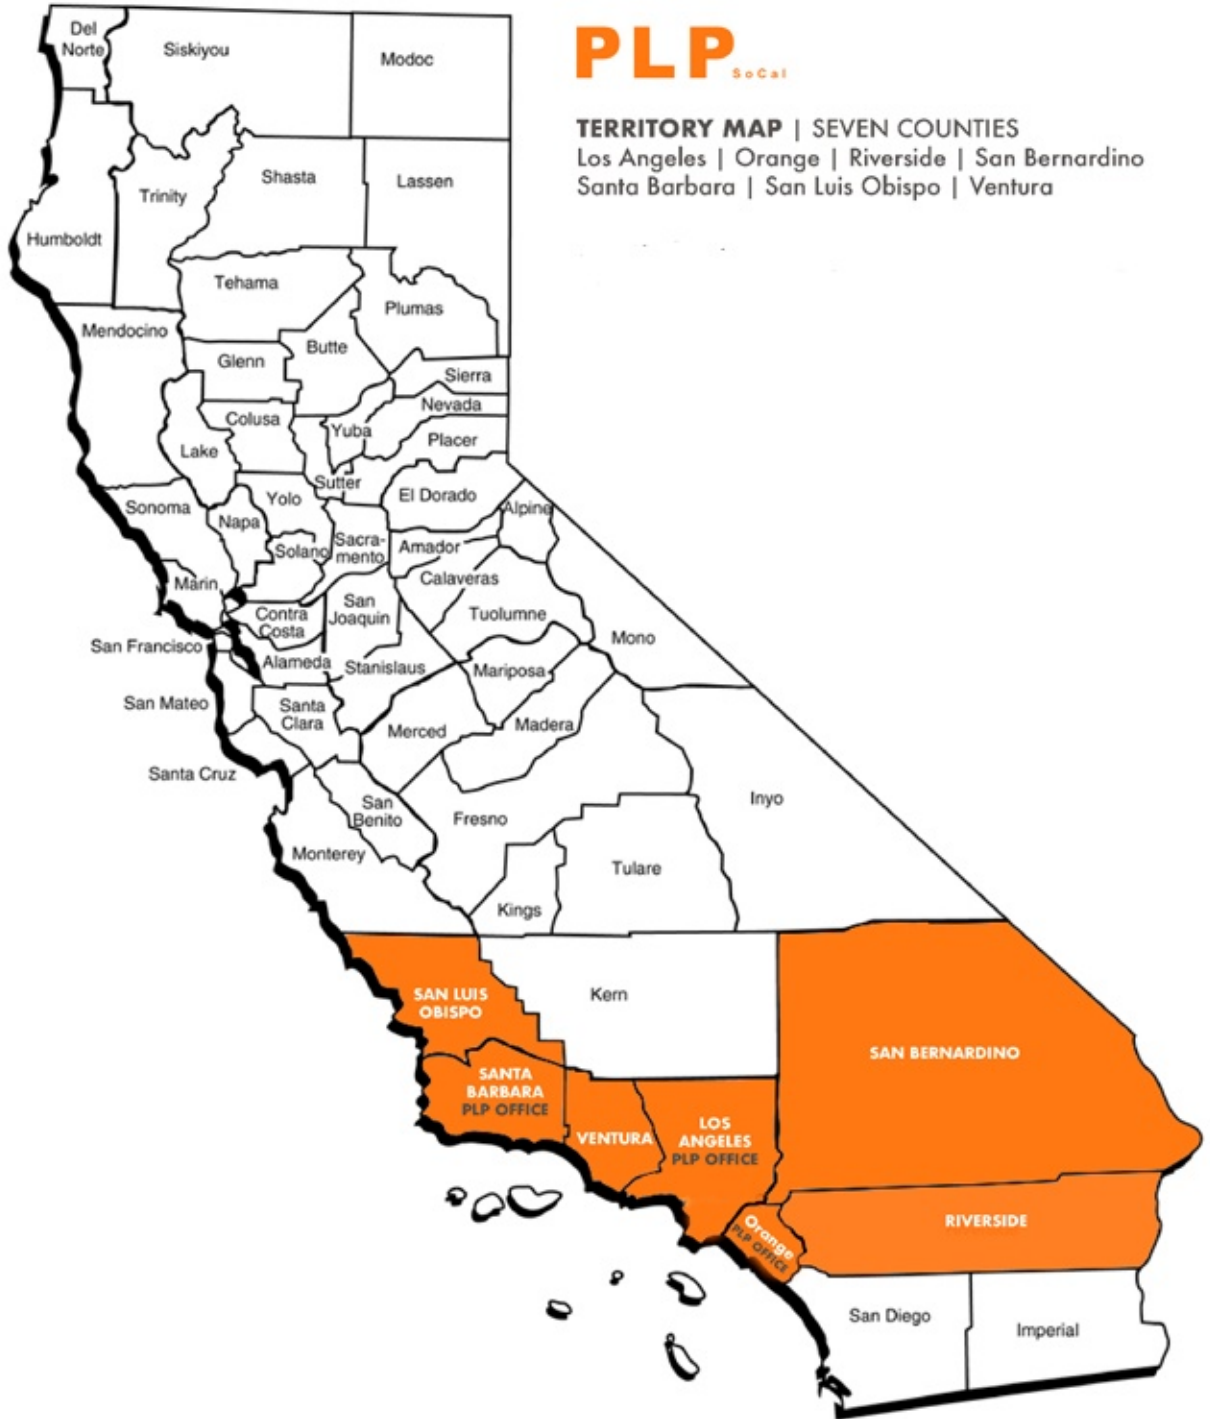 PLP SoCal
TERRITORY MAP | SEVEN COUNTIES
Los Angeles | Orange | Riverside | San Bernardino
Santa Barbara | San Luis Obispo | Ventura
Del
Norte
Siskiyou
Modoc
Shasta
Lassen
Trinity
Humboldt
Tehama
Plumas
Mendocino
Butte
Glenn
Sierra
Nevada
Colusa
Yuba
Placer
Lake
Sutter
El Dorado
Yolo
Sonoma
Alpine
Napa
Sacra-
mento
Solano
Amador
Calaveras
Marin
San
Joaquin
Contra
Costa
Tuolumne
Mono
San Francisco
Alameda
Stanislaus
Mariposa
San Mateo
Santa
Clara
Merced
Madera
Santa Cruz
Inyo
San
Benito
Fresno
Monterey
Tulare
Kings
SAN LUIS
OBISPO
Kern
SAN BERNARDINO
SANTA
BARBARA
PLP OFFICE
VENTURA
LOS
ANGELES
PLP OFFICE
Orange
PLP OFFICE
RIVERSIDE
San Diego
Imperial